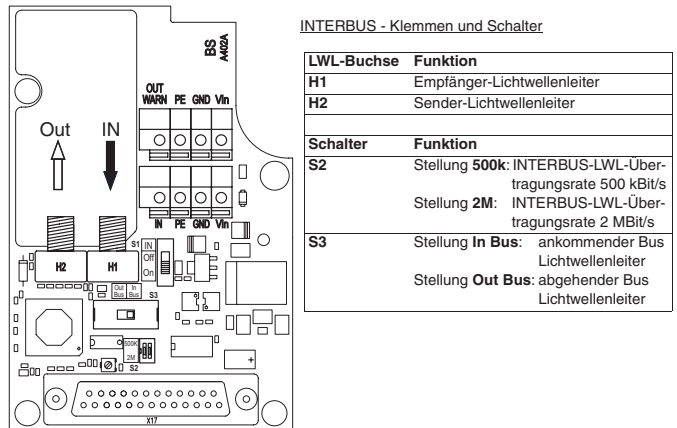 INTERBUS - Klemmen und Schalter
LWL-Buchse Funktion
H1 Empfänger-Lichtwellenleiter
H2 Sender-Lichtwellenleiter
Schalter Funktion
S2 Stellung 500k: INTERBUS-LWL-Über-
tragungsrate 500 kBit/s
Stellung 2M: INTERBUS-LWL-Über-
tragungsrate 2 MBit/s
S3 Stellung In Bus: ankommender Bus
Lichtwellenleiter
Stellung Out Bus: abgehender Bus
Lichtwellenleiter
BS
A402A
OUT
WARN PE GND Vin
Out IN
IN PE GND Vin
S1 IN
Off
On
H2 H1
Out In
Bus Bus
S3
500K
2M
S2
+
X17